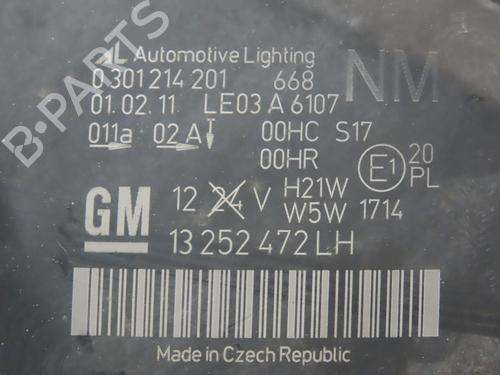 AL Automotive Lighting
0 301 214 201 668 NM
01.02.11 LE03 A 6107
011a 02 A 00HC S17
00HR E1 20 PL
GM 12 24 V H21W
W5W 1714
13 252 472 LH
Made in Czech Republic
B-PARTS